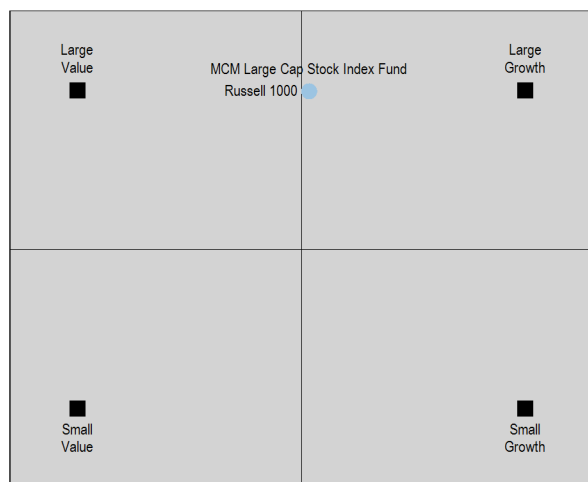 Large
Value
Large
Growth
MCM Large Cap Stock Index Fund
Russell 1000
Small
Value
Small
Growth